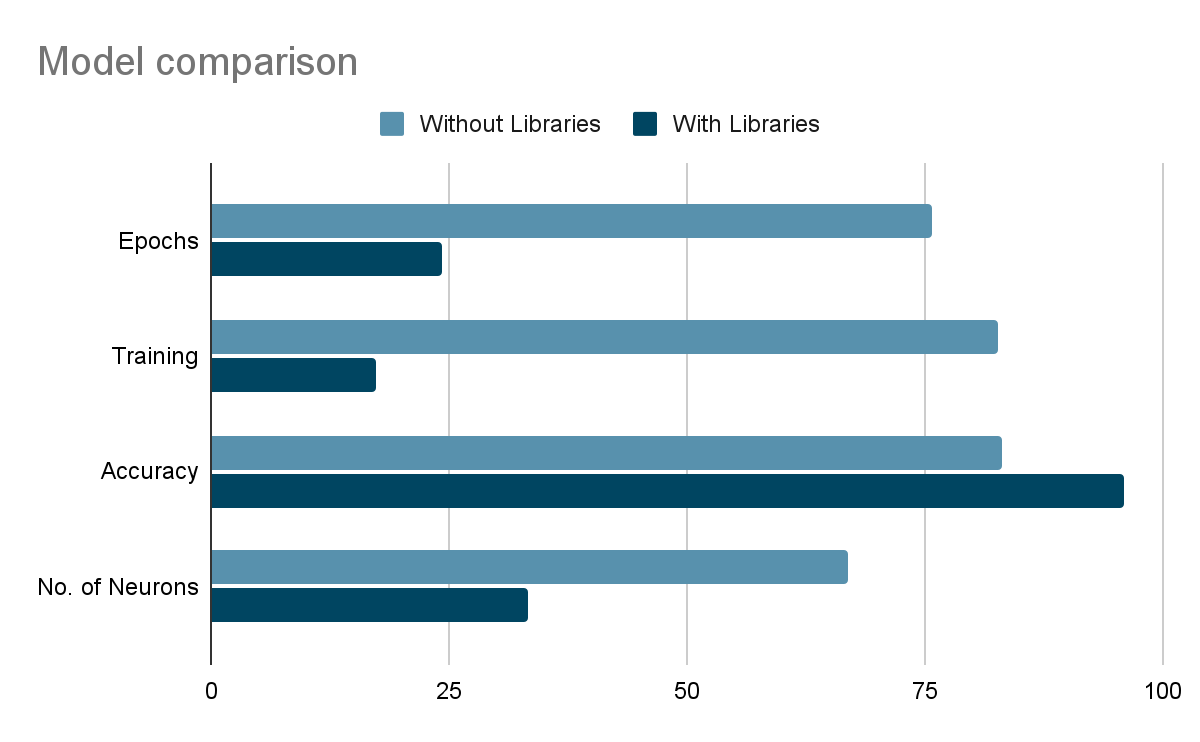 Model comparison
Without Libraries With Libraries
Epochs
Training
Accuracy
No. of Neurons
0 25 50 75 100